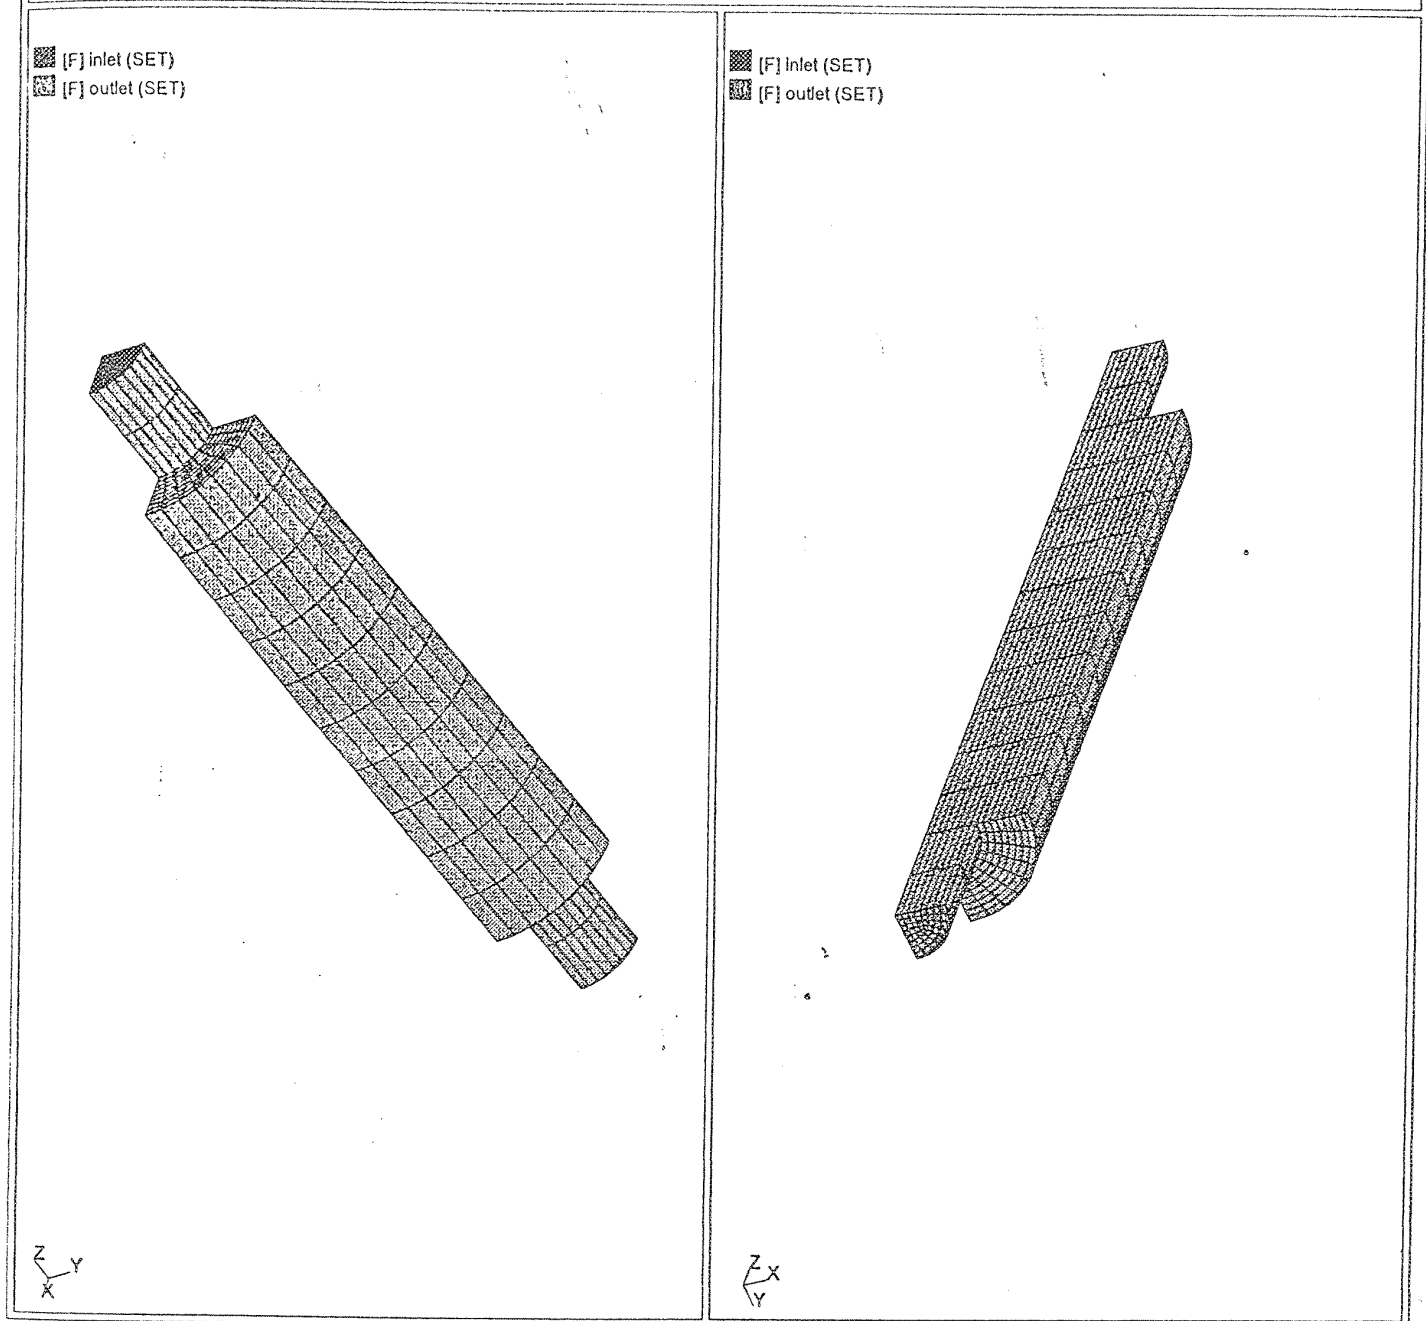 [F] inlet (SET)
[F] outlet (SET)
Z
Y
X
[F] Inlet (SET)
[F] outlet (SET)
Z
X
Y